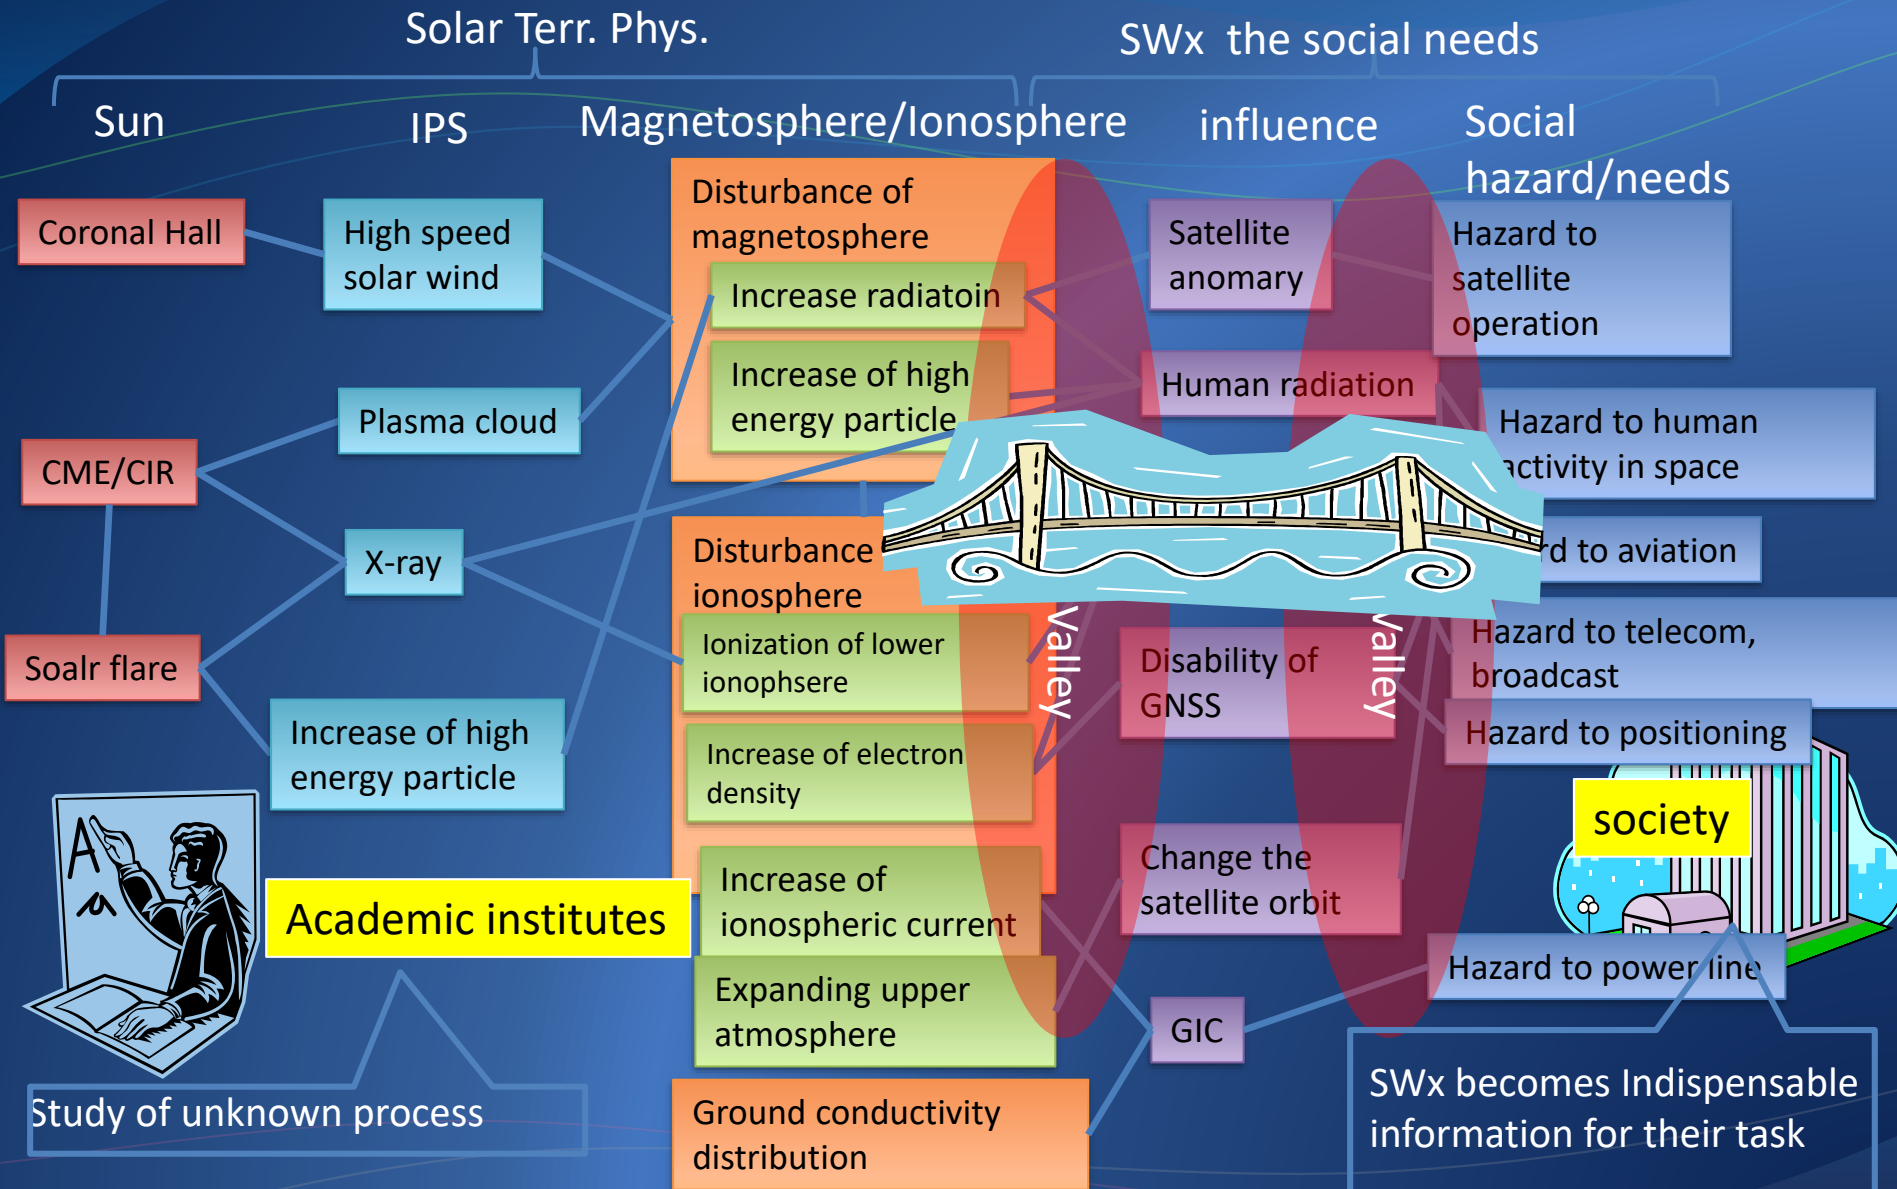 Solar Terr. Phys.
SWx the social needs
Sun
IPS
Magnetosphere/Ionosphere
influence
Social
hazard/needs
Coronal Hall
CME/CIR
Soalr flare
High speed
solar wind
Plasma cloud
X-ray
Increase of high
energy particle
Disturbance of
magnetosphere
Increase radiatoin
Increase of high
energy particle
Disturbance
ionosphere
Ionization of lower
ionophsere
Increase of electron
density
Increase of
ionospheric current
Expanding upper
atmosphere
Ground conductivity
distribution
valley
Satellite
anomary
Human radiation
Disability of
GNSS
Change the
satellite orbit
GIC
valley
Hazard to
satellite
operation
Hazard to human
activity in space
rd to aviation
Hazard to telecom,
broadcast
Hazard to positioning
society
Hazard to power line
A
Academic institutes
Study of unknown process
SWx becomes Indispensable
information for their task